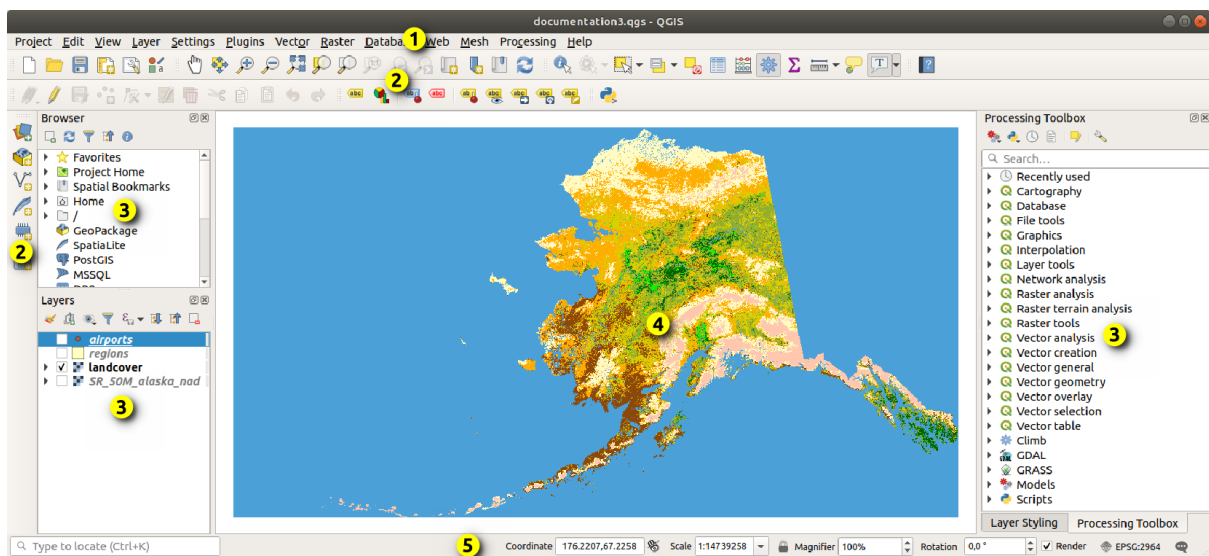 documentation3.qgs - QGIS
Project Edit View Layer Settings Plugins Vector Raster Database Web Mesh Processing Help
1
2
abc abc abc
Browser
Favorites
Project Home
Spatial Bookmarks
Home
/
GeoPackage
SpatiaLite
PostGIS
MSSQL
3
2
Layers
airports
regions
landcover
SR_50M_alaska_nad
3
4
Processing Toolbox
Search...
Recently used
Cartography
Database
File tools
Graphics
Interpolation
Layer tools
Network analysis
Raster analysis
Raster terrain analysis
Raster tools
Vector analysis
Vector creation
Vector general
Vector geometry
Vector overlay
Vector selection
Vector table
Climb
GDAL
GRASS
Models
Scripts
3
Layer Styling Processing Toolbox
Type to locate (Ctrl+K)
5
Coordinate 176.2207,67.2258 Scale 1:14739258 Magnifier 100% Rotation 0,0 ° Render EPSG:2964